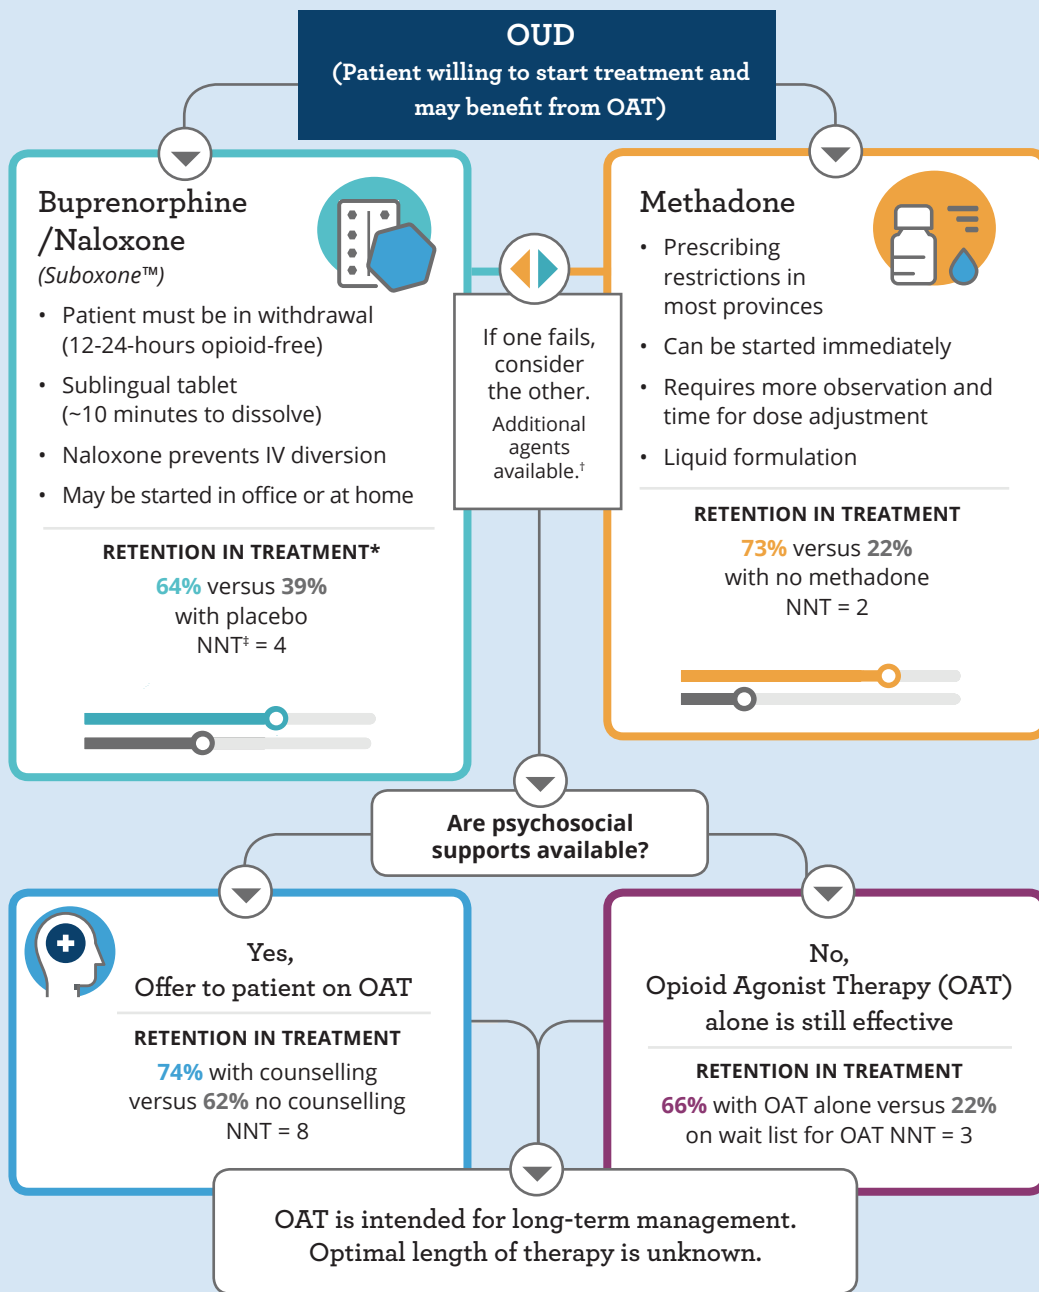 OUD
(Patient willing to start treatment and
may benefit from OAT)
Buprenorphine
/Naloxone
(Suboxone™)
• Patient must be in withdrawal
(12-24-hours opioid-free)
• Sublingual tablet
(~10 minutes to dissolve)
• Naloxone prevents IV diversion
• May be started in office or at home
RETENTION IN TREATMENT*
64% versus 39%
with placebo
NNT‡ = 4
If one fails,
consider
the other.
Additional
agents
available.†
Methadone
• Prescribing
restrictions in
most provinces
• Can be started immediately
• Requires more observation and
time for dose adjustment
• Liquid formulation
RETENTION IN TREATMENT
73% versus 22%
with no methadone
NNT = 2
Are psychosocial
supports available?
Yes,
Offer to patient on OAT
RETENTION IN TREATMENT
74% with counselling
versus 62% no counselling
NNT = 8
No,
Opioid Agonist Therapy (OAT)
alone is still effective
RETENTION IN TREATMENT
66% with OAT alone versus 22%
on wait list for OAT NNT = 3
OAT is intended for long-term management.
Optimal length of therapy is unknown.